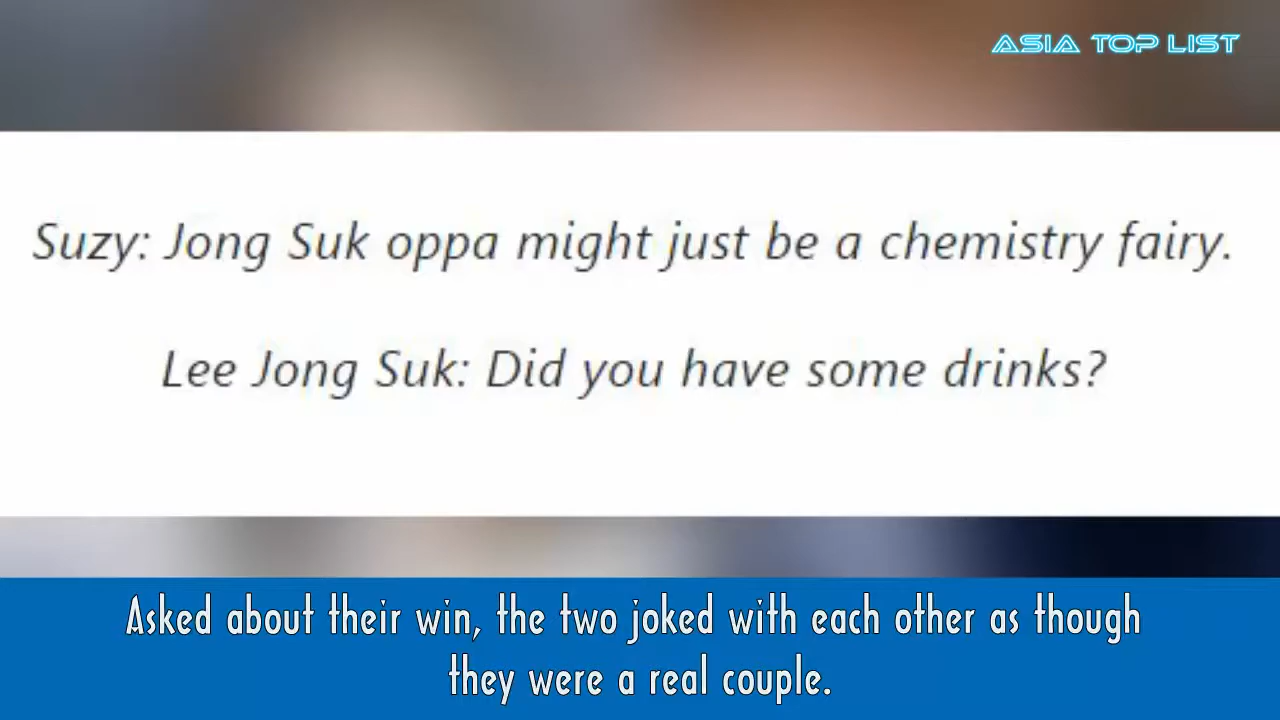 ASIA TOP LIST
Suzy: Jong Suk oppa might just be a chemistry fairy.
Lee Jong Suk: Did you have some drinks?
Asked about their win, the two joked with each other as though
they were a real couple.